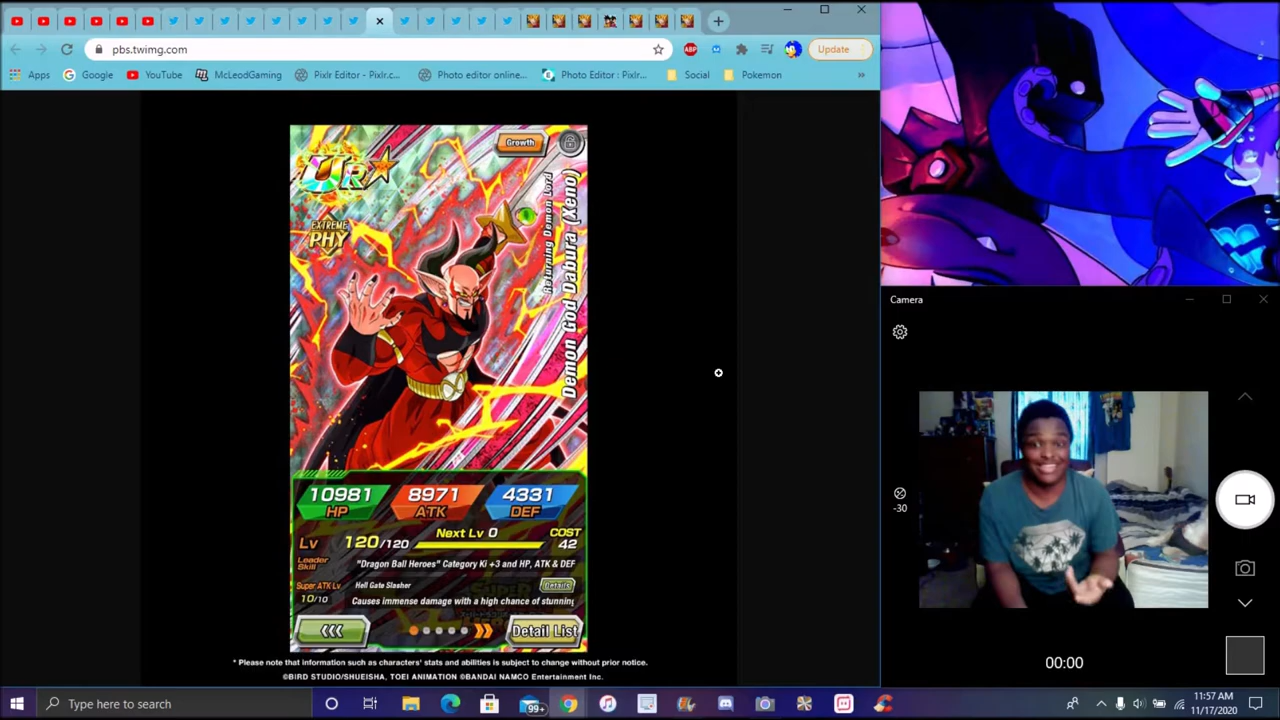 pbs.twimg.com
ABP
Update
Apps
Google
YouTube
McLeodGaming
Pixlr Editor - Pixlr.c...
Photo editor online...
Photo Editor : Pixlr...
Social
Pokemon
»
UR
Growth
EXTREME
PHY
Returning Demon Lord
Demon God Dabura (Xeno)
10981
HP
8971
ATK
4331
DEF
Next Lv 0
COST
42
Lv 120/120
Leader
Skill
"Dragon Ball Heroes" Category Ki +3 and HP, ATK & DEF
Super ATK Lv
10/10
Hell Gate Slasher
Details
Causes immense damage with a high chance of stunning
Detail List
* Please note that information such as characters' stats and abilities is subject to change without prior notice.
©BIRD STUDIO/SHUEISHA, TOEI ANIMATION ©BANDAI NAMCO Entertainment Inc.
Camera
-30
00:00
Type here to search
99+
11:57 AM
11/17/2020